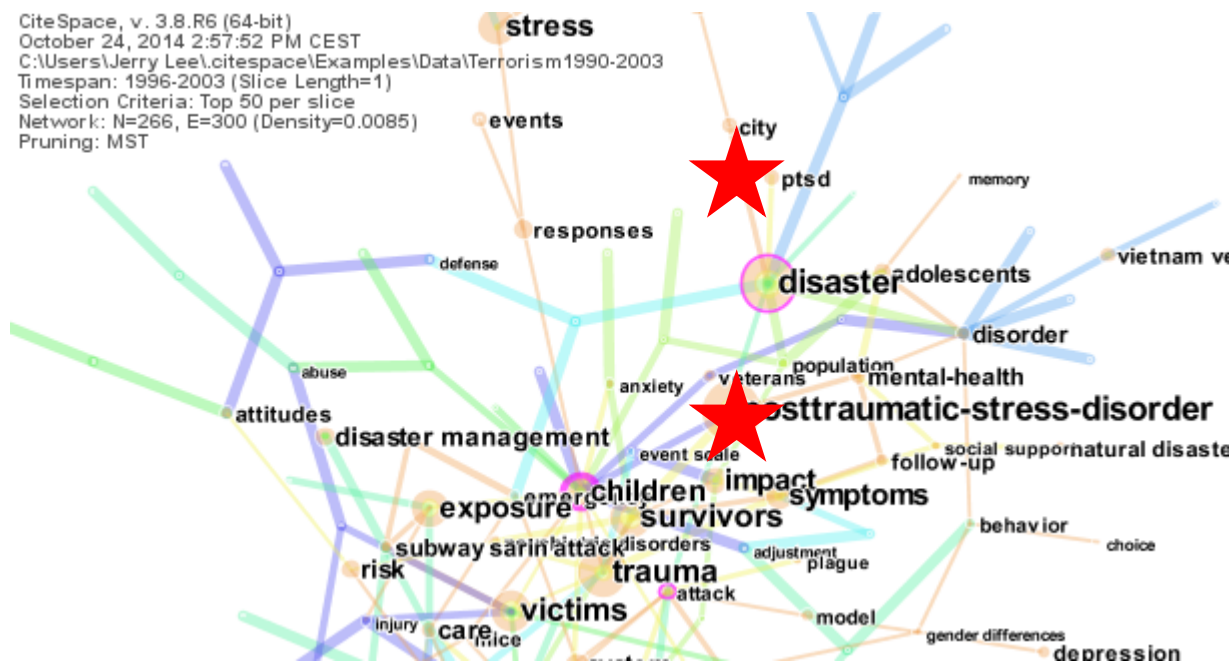 CiteSpace, v. 3.8.R6 (64-bit)
October 24, 2014 2:57:52 PM CEST
C:\Users\Jerry Lee\.citespace\Examples\Data\Terrorism1990-2003
Timespan: 1996-2003 (Slice Length=1)
Selection Criteria: Top 50 per slice
Network: N=266, E=300 (Density=0.0085)
Pruning: MST
stress
events
city
ptsd
memory
responses
vietnam ve
defense
adolescents
disaster
disorder
population
abuse
veterans
mental-health
anxiety
posttraumatic-stress-disorder
attitudes
disaster management
social support
natural disaste
event scale
follow-up
impact
children
symptoms
exposure
survivors
behavior
subway sarin attack
disorders
choice
adjustment
plague
risk
trauma
attack
victims
model
injury
care
mice
gender differences
depression